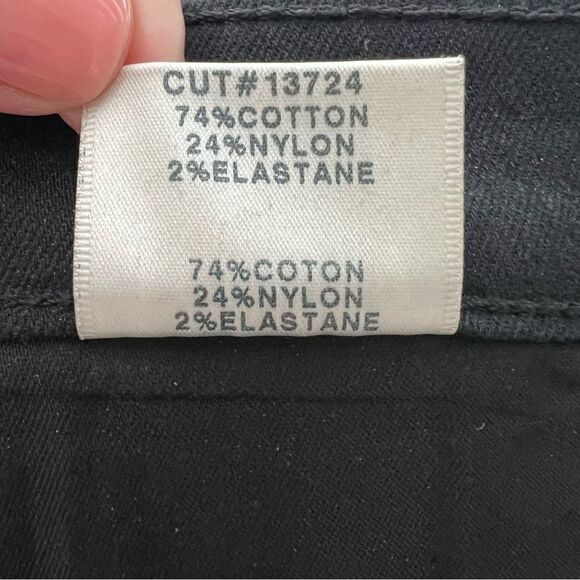 CUT#13724
74%COTTON
24%NYLON
2%ELASTANE
74%COTON
24%NYLON
2%ELASTANE